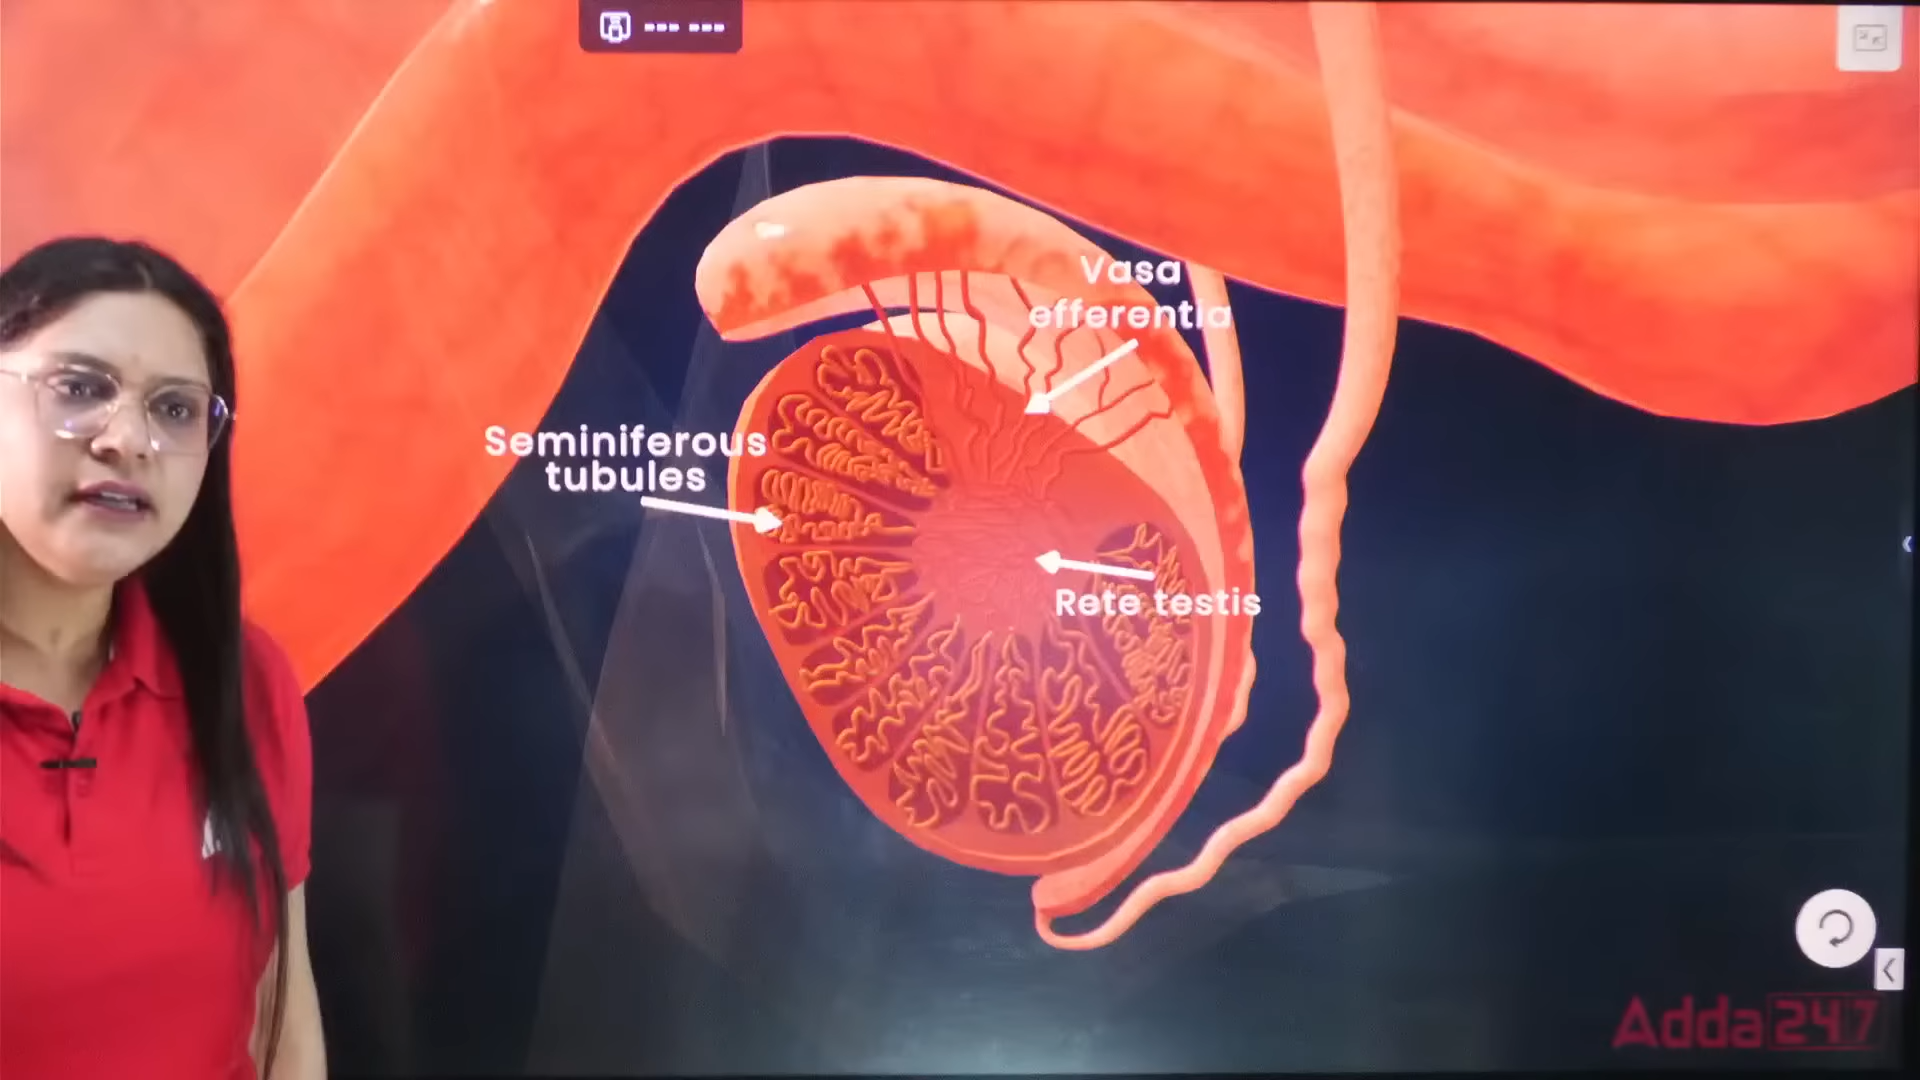 Vasa
efferentia
Seminiferous
tubules
Rete testis
Adda247